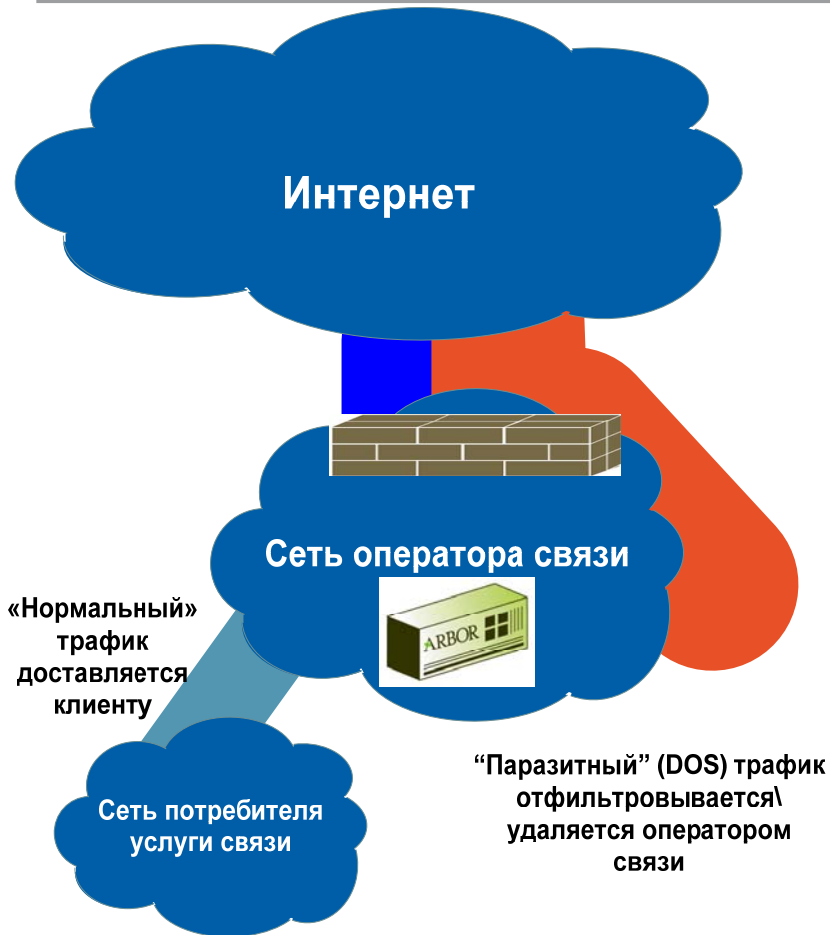 Интернет
Сеть оператора связи
ARBOR
«Нормальный»
трафик
доставляется
клиенту
Сеть потребителя
услуги связи
“Паразитный” (DOS) трафик
отфильтровывается\
удаляется оператором
связи